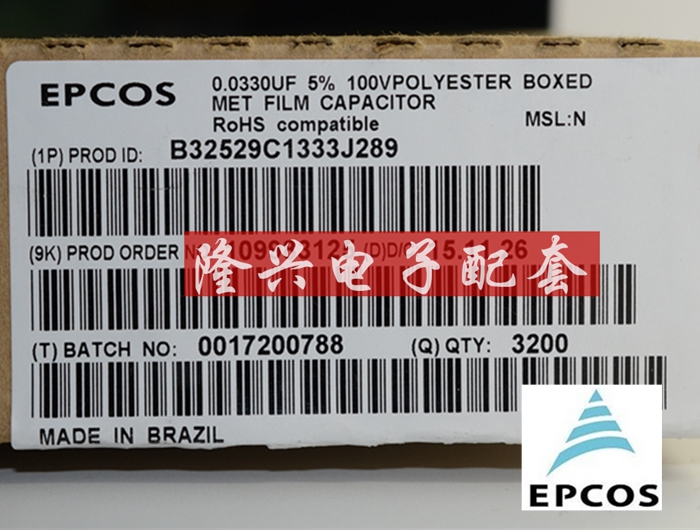 EPCOS
0.0330UF 5% 100VPOLYESTER BOXED
MET FILM CAPACITOR
RoHS compatible
MSL:N
(1P) PROD ID: B32529C1333J289
(9K) PROD ORDER
隆兴电子配套
(T) BATCH NO: 0017200788 (Q) QTY: 3200
MADE IN BRAZIL
EPCOS